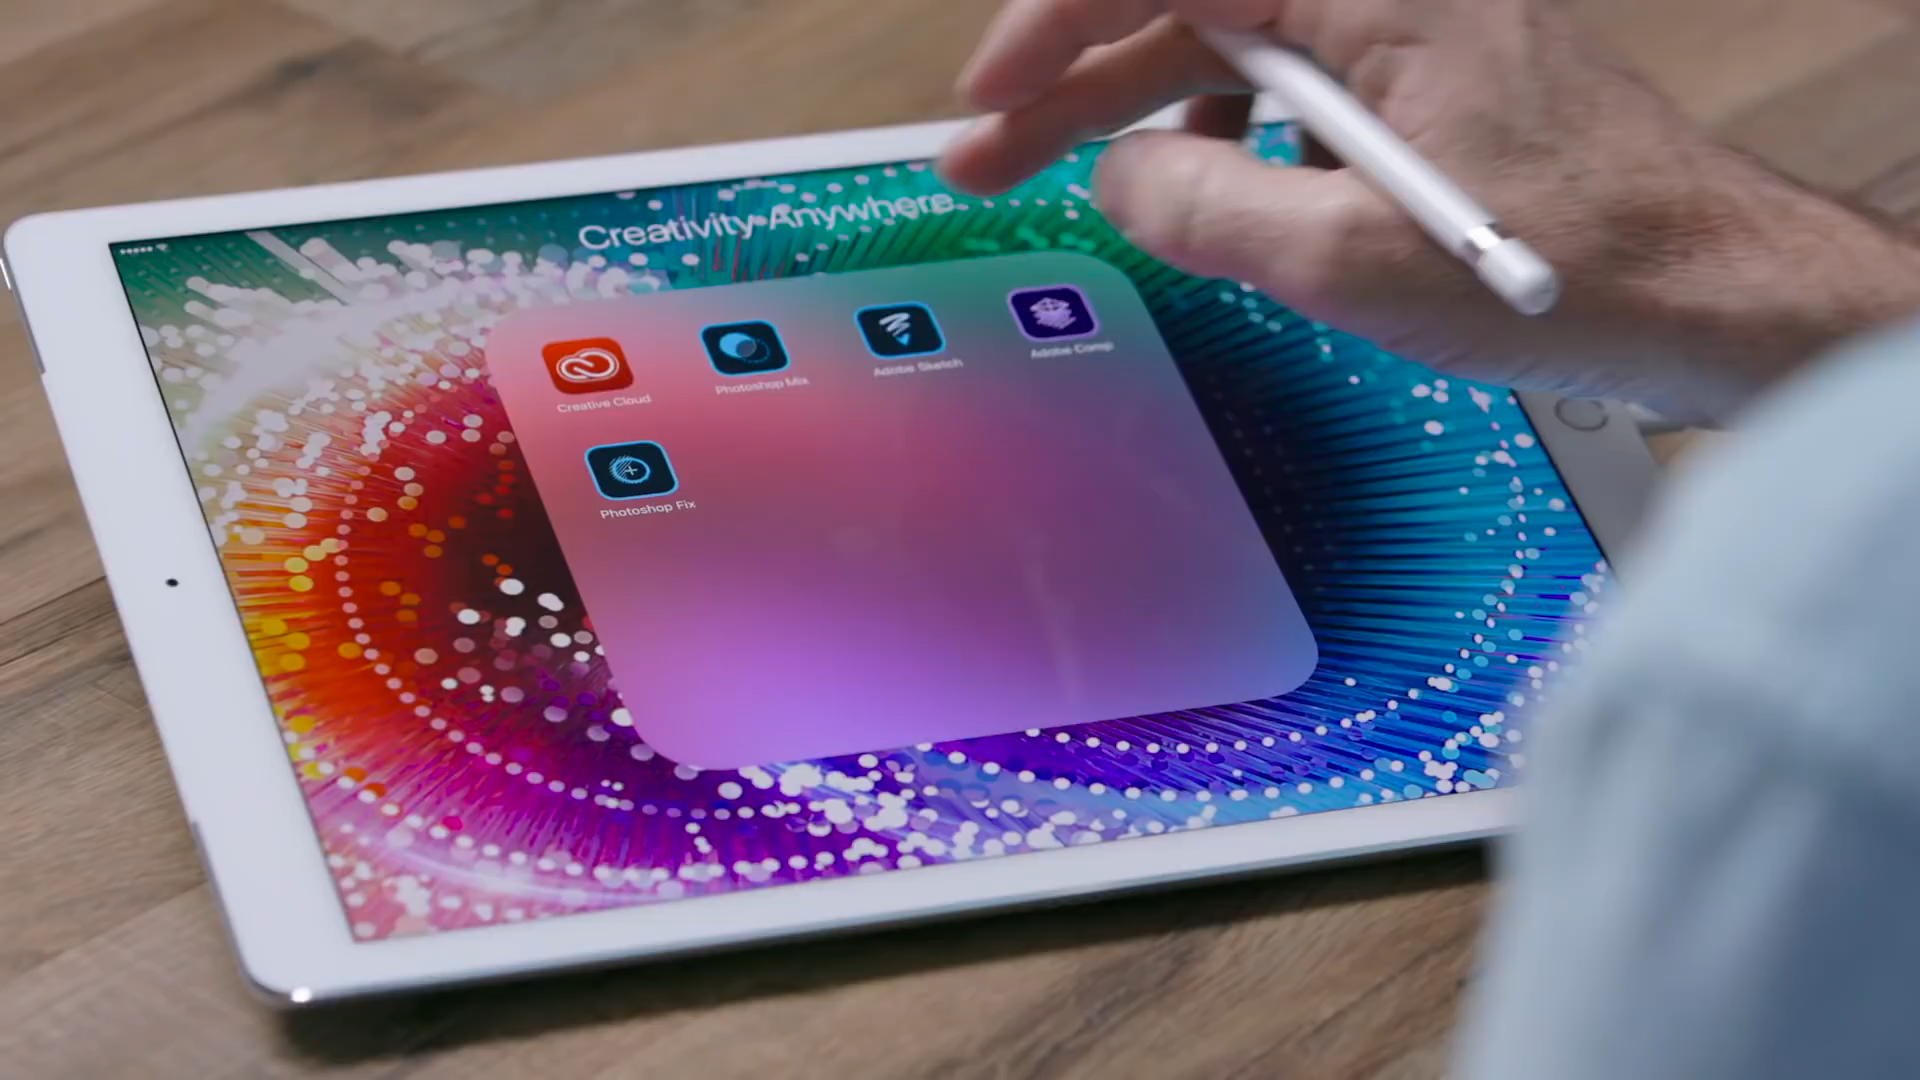 Creativity Anywhere
Creative Cloud
Photoshop Mix
Adobe Sketch
Adobe Comp
Photoshop Fix